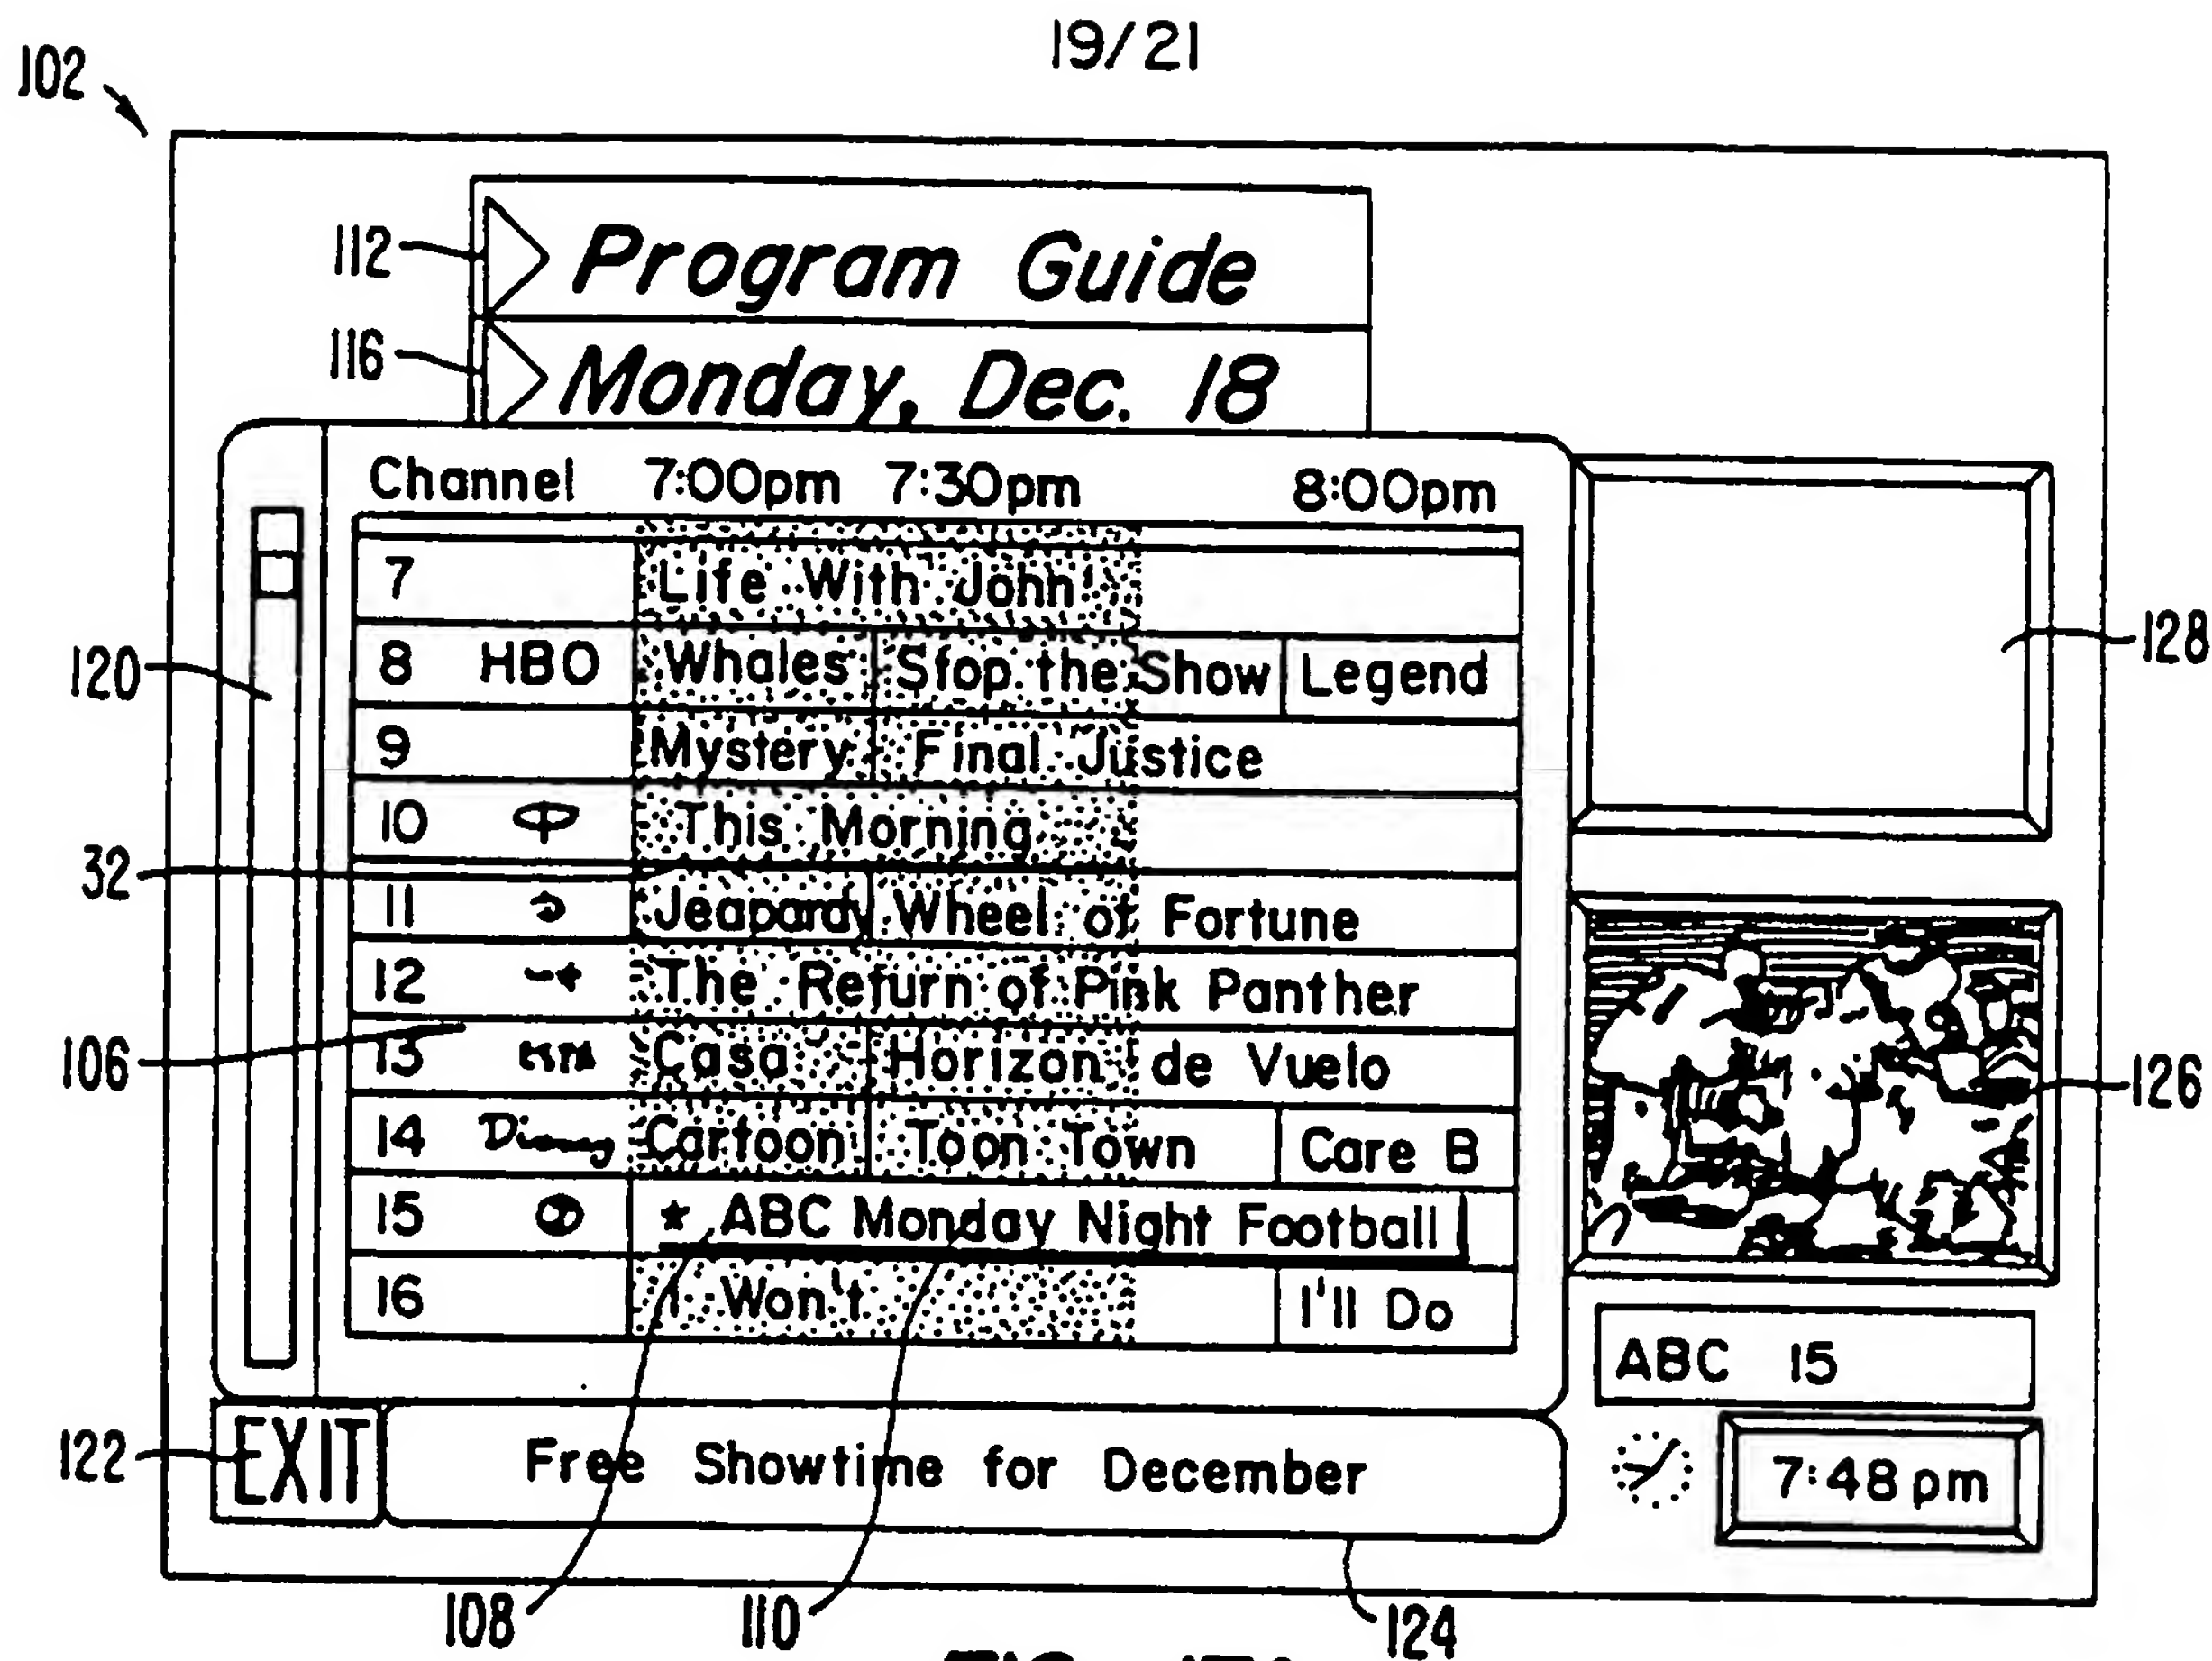 19/21
102
112
Program Guide
116
Monday, Dec. 18
Channel 7:00pm 7:30pm 8:00pm
7 Life With John
8 HBO Whales Stop the Show Legend
120
128
9 Mystery Final Justice
10 This Morning
32
11 Jeapardy Wheel of Fortune
12 The Return of Pink Panther
106
13 Casa Horizon de Vuelo
126
14 Disney Cartoon Toon Town Care B
15 ★ ABC Monday Night Football
16 I Won't I'll Do
ABC 15
122
EXIT Free Showtime for December
7:48pm
108 110 124